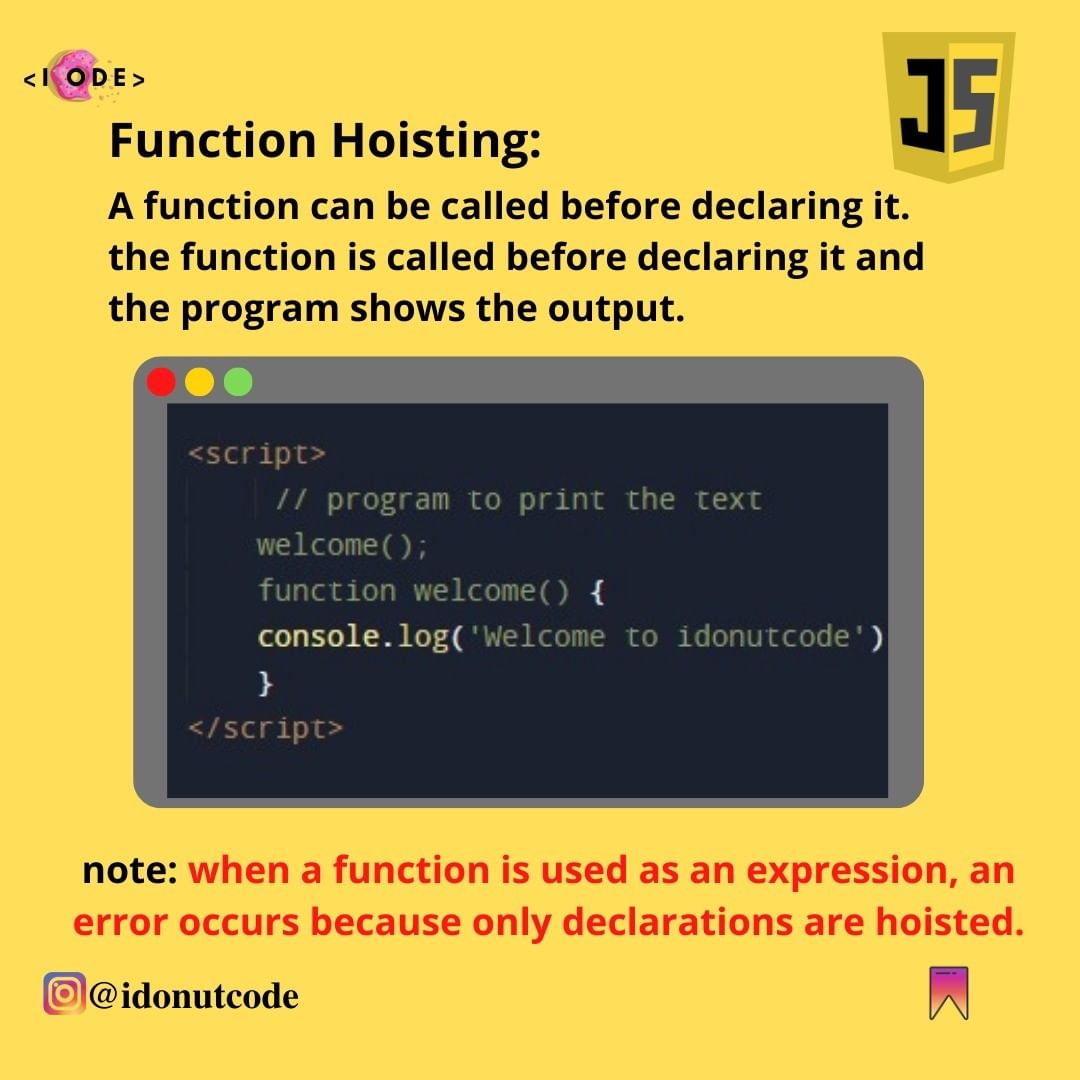 <I ODE>
JS
Function Hoisting:
A function can be called before declaring it.
the function is called before declaring it and
the program shows the output.
<script>
// program to print the text
welcome();
function welcome() {
console.log('Welcome to idonutcode')
}
</script>
note: when a function is used as an expression, an
error occurs because only declarations are hoisted.
@idonutcode